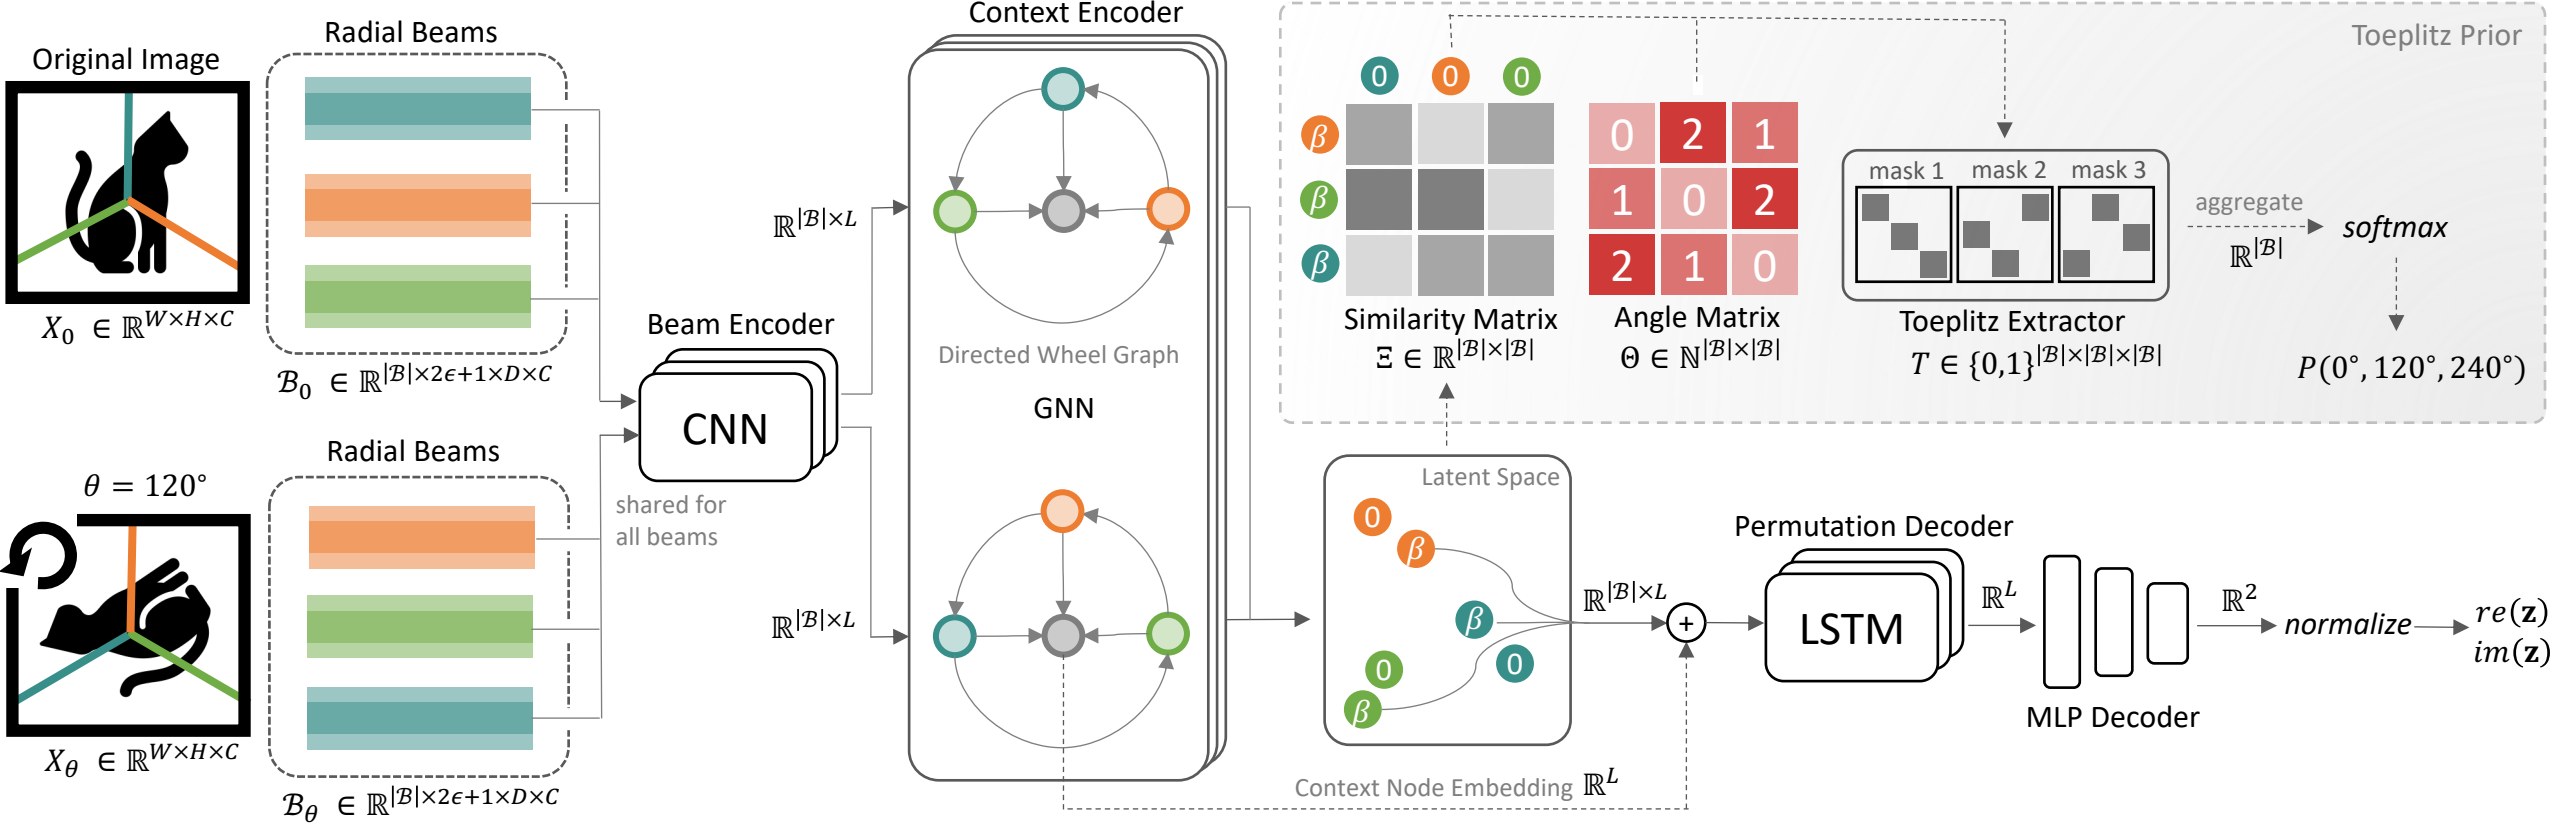 Original Image
X₀ ∈ ℝ^{W×H×C}
Radial Beams
ℬ₀ ∈ ℝ^{|ℬ|×2ϵ+1×D×C}
θ = 120°
X_θ ∈ ℝ^{W×H×C}
Radial Beams
ℬ_θ ∈ ℝ^{|ℬ|×2ϵ+1×D×C}
Beam Encoder
CNN
shared for
all beams
ℝ^{|ℬ|×L}
ℝ^{|ℬ|×L}
Context Encoder
Directed Wheel Graph
GNN
Toeplitz Prior
0 0 0
β
β
β
Similarity Matrix
Ξ ∈ ℝ^{|ℬ|×|ℬ|}
0 2 1
1 0 2
2 1 0
Angle Matrix
Θ ∈ ℕ^{|ℬ|×|ℬ|}
mask 1 mask 2 mask 3
Toeplitz Extractor
T ∈ {0,1}^{|ℬ|×|ℬ|×|ℬ|}
aggregate
ℝ^{|ℬ|}
softmax
P(0°, 120°, 240°)
Latent Space
0
β
β
0
0
β
Context Node Embedding ℝ^L
ℝ^{|ℬ|×L}
+
Permutation Decoder
LSTM
ℝ^L
MLP Decoder
ℝ²
normalize
re(𝐳)
im(𝐳)